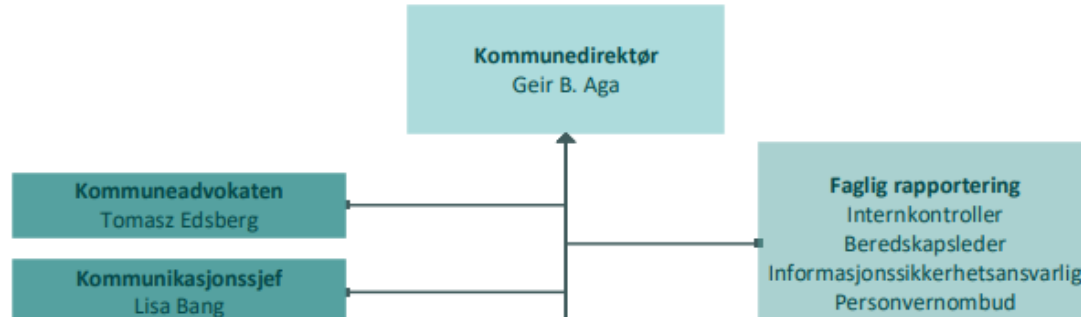 Kommunedirektør
Geir B. Aga
Kommuneadvokaten
Tomasz Edsberg
Kommunikasjonssjef
Lisa Bang
Faglig rapportering
Internkontroller
Beredskapsleder
Informasjonssikkerhetsansvarlig
Personvernombud